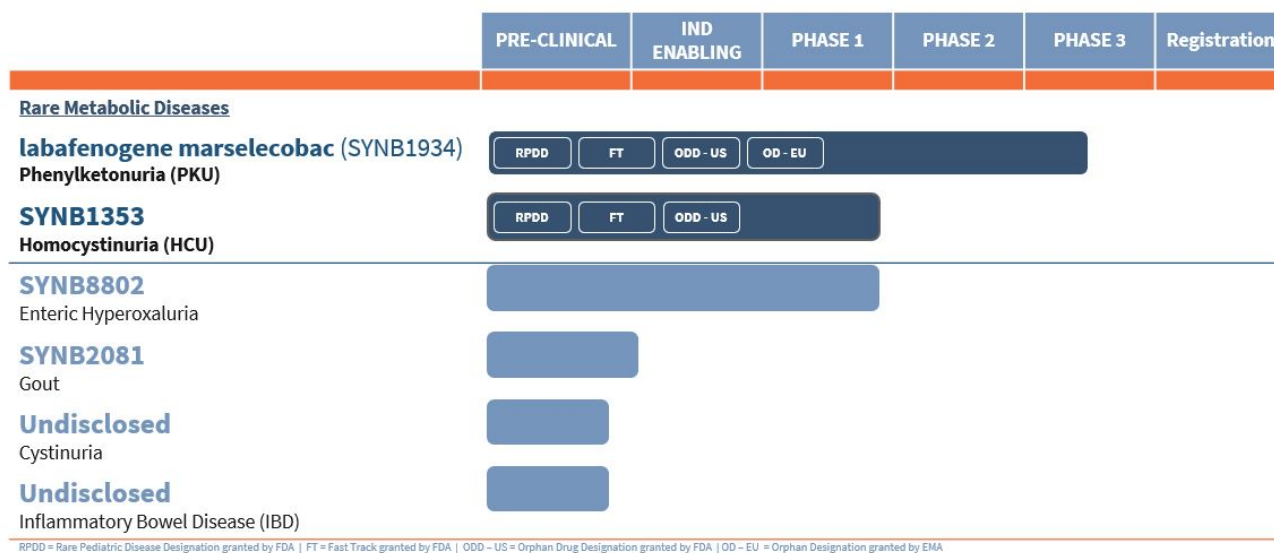 PRE-CLINICAL
IND
ENABLING
PHASE 1
PHASE 2
PHASE 3
Registration
Rare Metabolic Diseases
labafenogene marselecobac (SYNB1934)
Phenylketonuria (PKU)
RPDD
FT
ODD - US
OD - EU
SYNB1353
Homocystinuria (HCU)
RPDD
FT
ODD - US
SYNB8802
Enteric Hyperoxaluria
SYNB2081
Gout
Undisclosed
Cystinuria
Undisclosed
Inflammatory Bowel Disease (IBD)
RPDD = Rare Pediatric Disease Designation granted by FDA | FT = Fast Track granted by FDA | ODD – US = Orphan Drug Designation granted by FDA | OD – EU = Orphan Designation granted by EMA